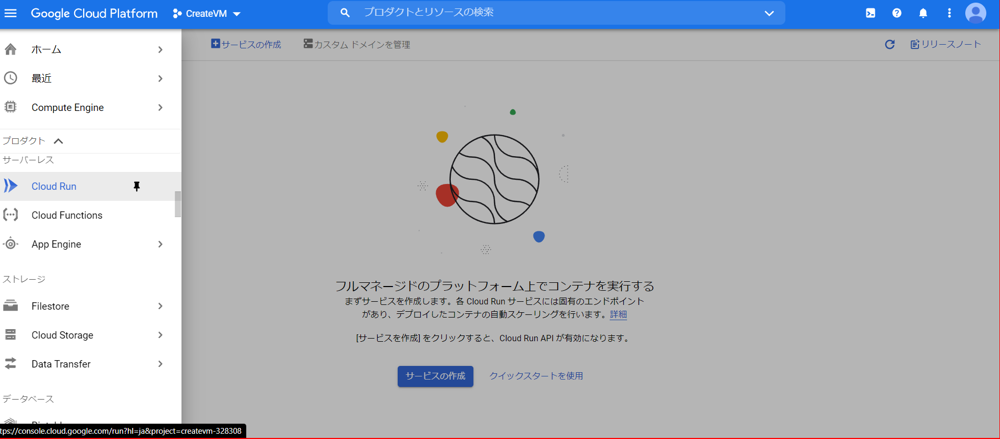 Google Cloud Platform
CreateVM
プロダクトとリソースの検索
ホーム
最近
Compute Engine
プロダクト
サーバーレス
Cloud Run
Cloud Functions
App Engine
ストレージ
Filestore
Cloud Storage
Data Transfer
データベース
tps://console.cloud.google.com/run?hl=ja&project=createvm-328308
サービスの作成
カスタム ドメインを管理
リリースノート
フルマネージドのプラットフォーム上でコンテナを実行する
まずサービスを作成します。各 Cloud Run サービスには固有のエンドポイント
があり、デプロイしたコンテナの自動スケーリングを行います。詳細
[サービスを作成] をクリックすると、Cloud Run API が有効になります。
サービスの作成
クイックスタートを使用